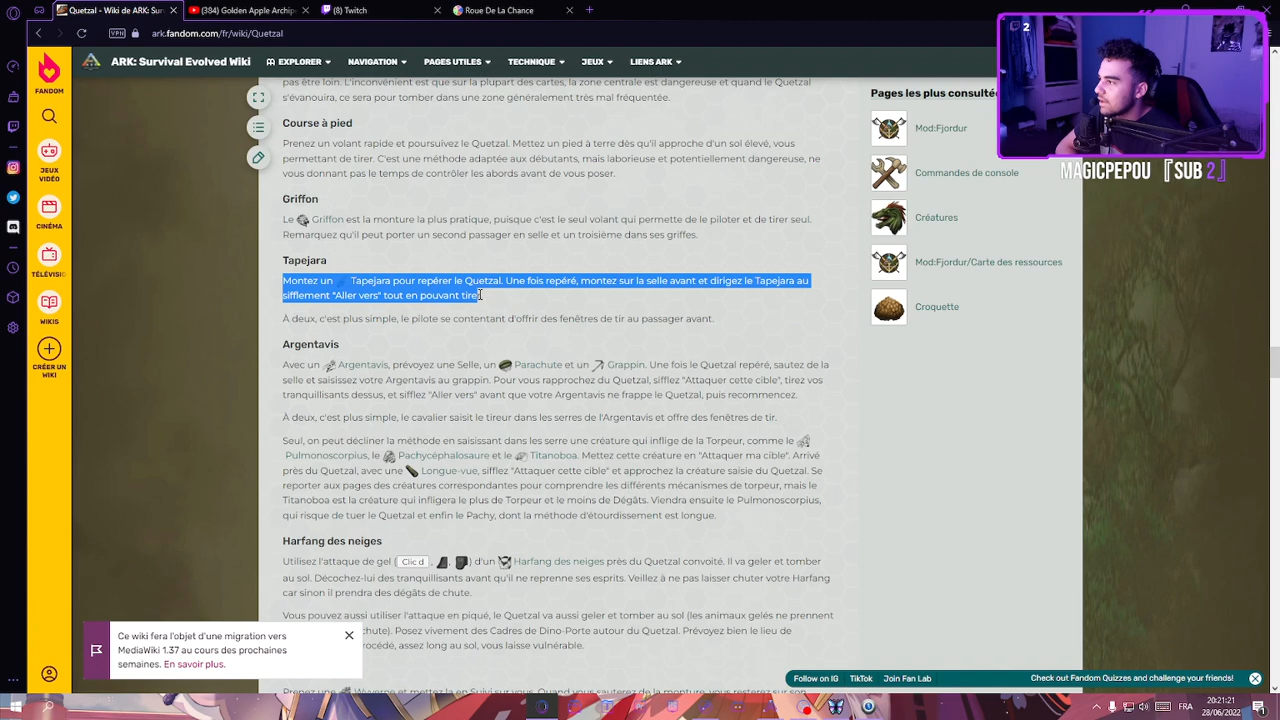 (384) Golden Apple Archip
(8) Twitch
Roue De La Chance
VPN
ark.fandom.com/fr/wiki/Quetzal
2
FANDOM
ARK: Survival Evolved Wiki
EXPLORER
NAVIGATION
PAGES UTILES
TECHNIQUE
JEUX
LIENS ARK
JEUX
VIDÉO
CINÉMA
WIKIS
CRÉER UN
WIKI
pas être loin. L'inconvénient est que sur la plupart des cartes, la zone centrale est dangereuse et quand le Quetzal
s'évanouira, ce sera pour tomber dans une zone généralement très mal fréquentée.
Course à pied
Prenez un volant rapide et poursuivez le Quetzal. Mettez un pied à terre dès qu'il approche d'un sol élevé, vous
permettant de tirer. C'est une méthode adaptée aux débutants, mais laborieuse et potentiellement dangereuse, ne
vous donnant pas le temps de contrôler les abords avant de vous poser.
Griffon
Le Griffon est la monture la plus pratique, puisque c'est le seul volant qui permette de le piloter et de tirer seul.
Remarquez qu'il peut porter un second passager en selle et un troisième dans ses griffes.
Tapejara
Montez un Tapejara pour repérer le Quetzal. Une fois repéré, montez sur la selle avant et dirigez le Tapejara au
sifflement "Aller vers" tout en pouvant tire
À deux, c'est plus simple, le pilote se contentant d'offrir des fenêtres de tir au passager avant.
Argentavis
Avec un Argentavis, prévoyez une Selle, un Parachute et un Grappin. Une fois le Quetzal repéré, sautez de la
selle et saisissez votre Argentavis au grappin. Pour vous rapprochez du Quetzal, sifflez "Attaquer cette cible", tirez vos
tranquillisants dessus, et sifflez "Aller vers" avant que votre Argentavis ne frappe le Quetzal, puis recommencez.
À deux, c'est plus simple, le cavalier saisit le tireur dans les serres de l'Argentavis et offre des fenêtres de tir.
Seul, on peut décliner la méthode en saisissant dans les serre une créature qui inflige de la Torpeur, comme le
Pulmonoscorpius, le Pachycéphalosaure et le Titanoboa. Mettez cette créature en "Attaquer ma cible". Arrivé
près du Quetzal, avec une Longue-vue, sifflez "Attaquer cette cible" et approchez la créature saisie du Quetzal. Se
reporter aux pages des créatures correspondantes pour comprendre les différents mécanismes de torpeur, mais le
Titanoboa est la créature qui infligera le plus de Torpeur et le moins de Dégâts. Viendra ensuite le Pulmonoscorpius,
qui risque de tuer le Quetzal et enfin le Pachy, dont la méthode d'étourdissement est longue.
Harfang des neiges
Utilisez l'attaque de gel ( Clic d , , ) d'un Harfang des neiges près du Quetzal convoité. Il va geler et tomber
au sol. Décochez-lui des tranquillisants avant qu'il ne reprenne ses esprits. Veillez à ne pas laisser chuter votre Harfang
car sinon il prendra des dégâts de chute.
Vous pouvez aussi utiliser l'attaque en piqué, le Quetzal va aussi geler et tomber au sol (les animaux gelés ne prennent
chute). Posez vivement des Cadres de Dino-Porte autour du Quetzal. Prévoyez bien le lieu de
rocédé, assez long au sol, vous laisse vulnérable.
Prenez une Wyverne et mettez-la en Suivi sur vous. Quand vous sauterez de la monture, vous resterez sur son
Pages les plus consultée
Mod:Fjordur
Commandes de console
Créatures
Mod:Fjordur/Carte des ressources
Croquette
MAGICPEPOU 『SUB 2』
Ce wiki fera l'objet d'une migration vers
MediaWiki 1.37 au cours des prochaines
semaines. En savoir plus.
Follow on IG
TikTok
Join Fan Lab
Check out Fandom Quizzes and challenge your friends!
20:21:21